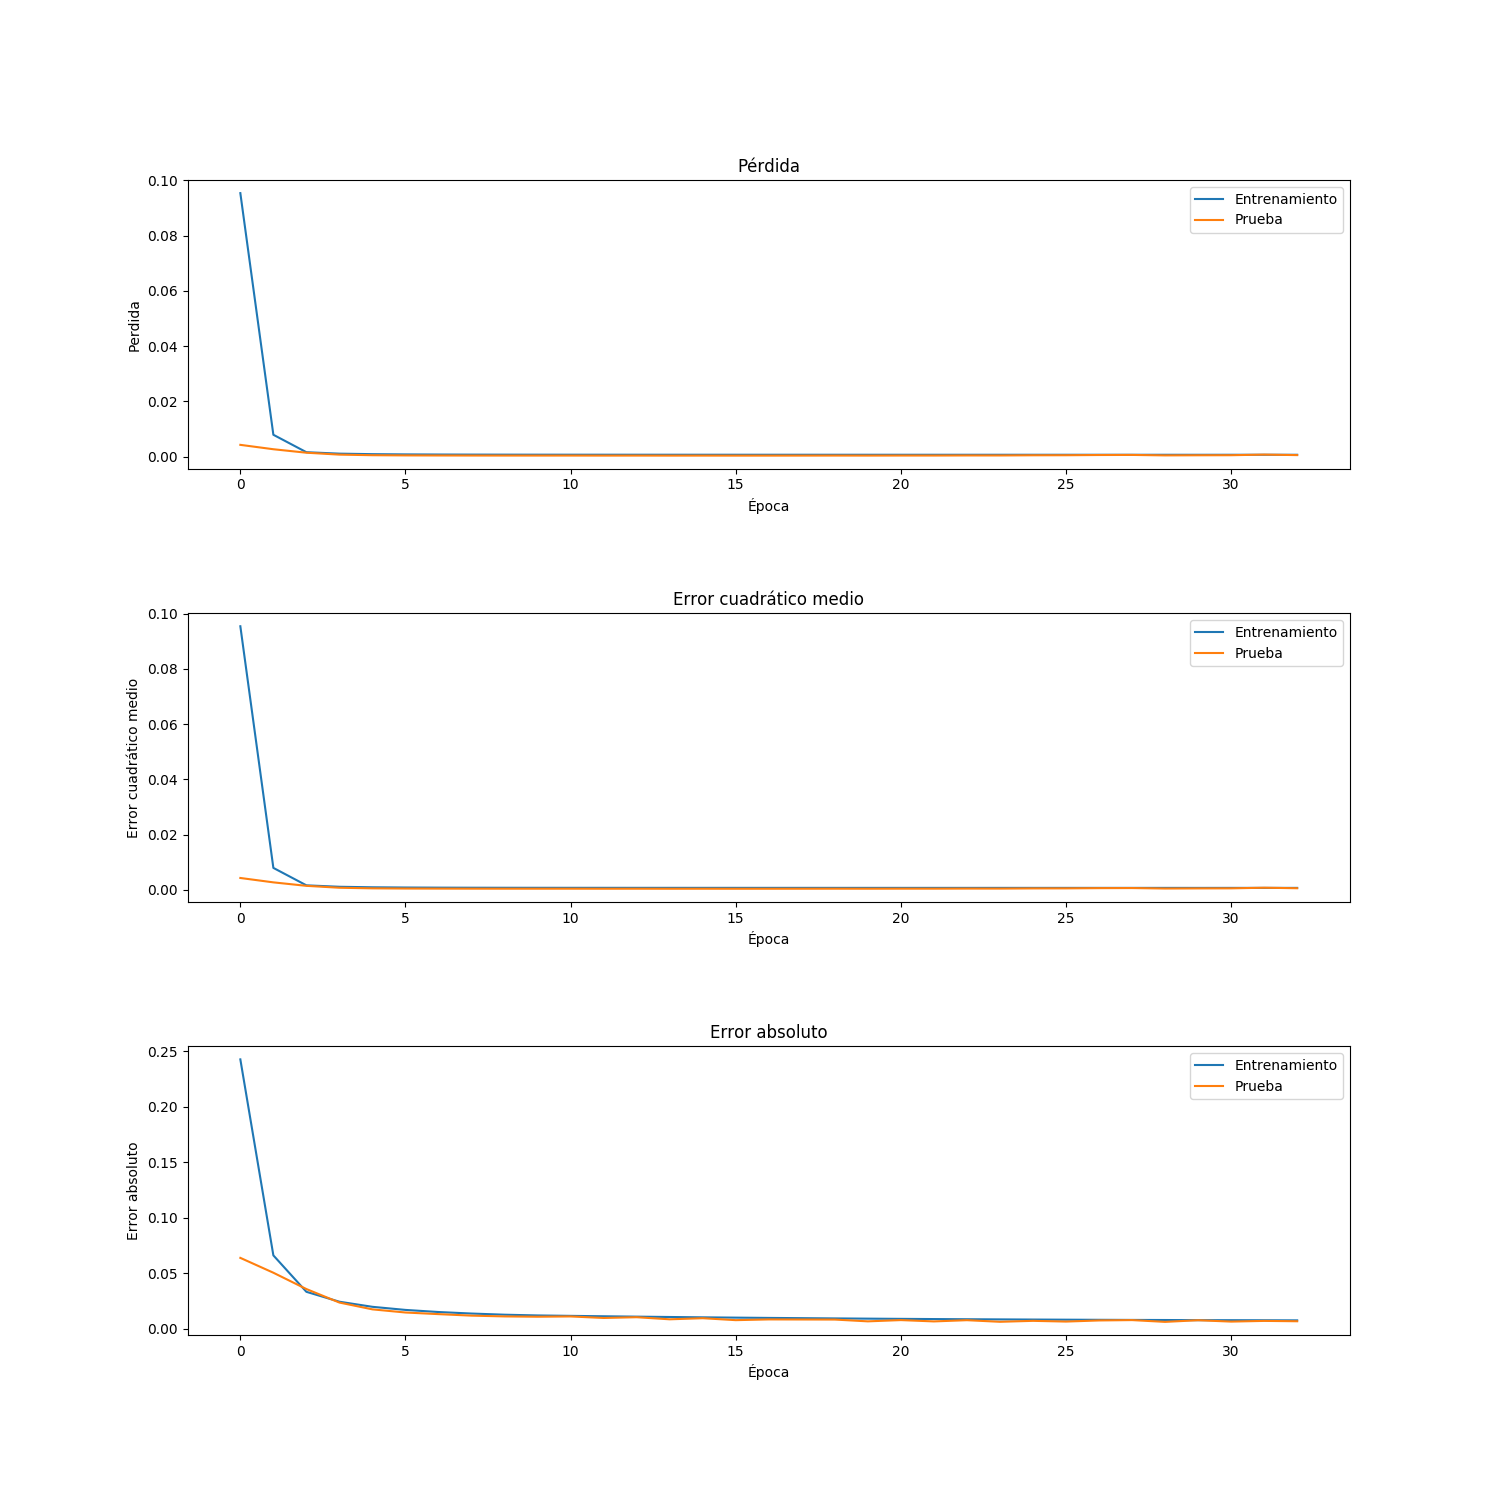 Pérdida
0.10
0.08
0.06
0.04
0.02
0.00
Perdida
Entrenamiento
Prueba
0 5 10 15 20 25 30
Época
Error cuadrático medio
0.10
0.08
0.06
0.04
0.02
0.00
Error cuadrático medio
Entrenamiento
Prueba
0 5 10 15 20 25 30
Época
Error absoluto
0.25
0.20
0.15
0.10
0.05
0.00
Error absoluto
Entrenamiento
Prueba
0 5 10 15 20 25 30
Época